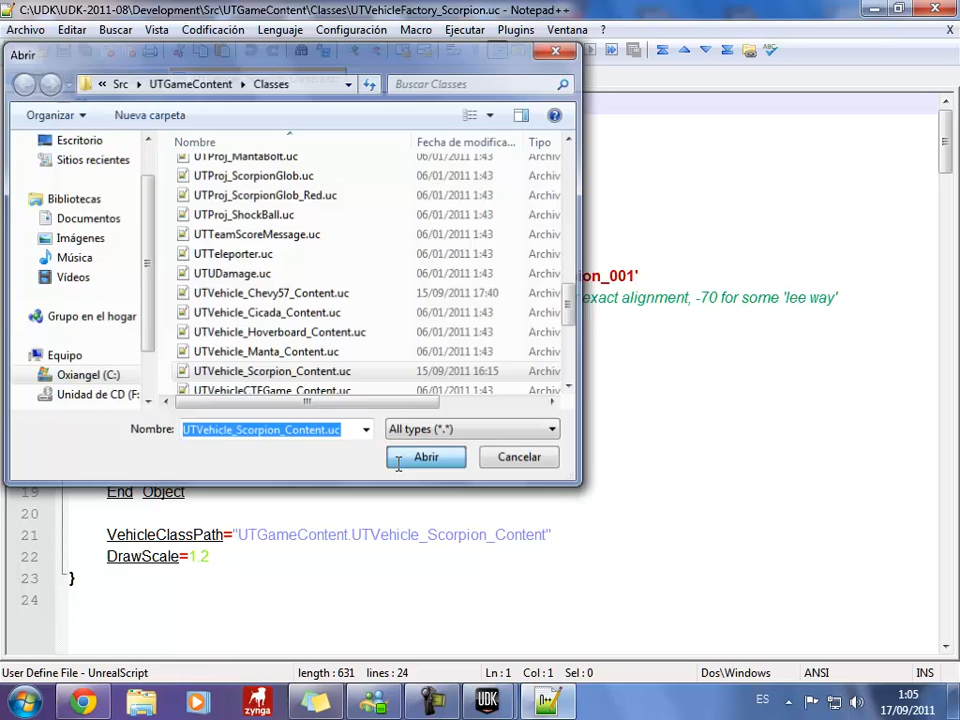 C:\UDK\UDK-2011-08\Development\Src\UTGameContent\Classes\UTVehicleFactory_Scorpion.uc - Notepad++
Archivo Editar Buscar Vista Codificación Lenguaje Configuración Macro Ejecutar Plugins Ventana ? X
Abrir
« Src UTGameContent Classes Buscar Classes
Organizar Nueva carpeta
Escritorio
Sitios recientes
Bibliotecas
Documentos
Imágenes
Música
Vídeos
Grupo en el hogar
Equipo
Oxiangel (C:)
Unidad de CD (F:
Nombre Fecha de modifica... Tipo
UTProj_MantaBolt.uc 06/01/2011 1:43 Archiv
UTProj_ScorpionGlob.uc 06/01/2011 1:43 Archiv
UTProj_ScorpionGlob_Red.uc 06/01/2011 1:43 Archiv
UTProj_ShockBall.uc 06/01/2011 1:43 Archiv
UTTeamScoreMessage.uc 06/01/2011 1:43 Archiv
UTTeleporter.uc 06/01/2011 1:43 Archiv
UTUDamage.uc 06/01/2011 1:43 Archiv
UTVehicle_Chevy57_Content.uc 15/09/2011 17:40 Archiv
UTVehicle_Cicada_Content.uc 06/01/2011 1:43 Archiv
UTVehicle_Hoverboard_Content.uc 06/01/2011 1:43 Archiv
UTVehicle_Manta_Content.uc 06/01/2011 1:43 Archiv
UTVehicle_Scorpion_Content.uc 15/09/2011 16:15 Archiv
UTVehicleCTFGame_Content.uc 06/01/2011 1:43 Archiv
Nombre: UTVehicle_Scorpion_Content.uc All types (*.*)
Abrir Cancelar
ion_001'
exact alignment, -70 for some 'lee way'
19 End Object
20
21 VehicleClassPath="UTGameContent.UTVehicle_Scorpion_Content"
22 DrawScale=1.2
23 }
24
User Define File - UnrealScript length : 631 lines : 24 Ln : 1 Col : 1 Sel : 0 Dos\Windows ANSI INS
zynga UDK N++ ES 1:05
17/09/2011